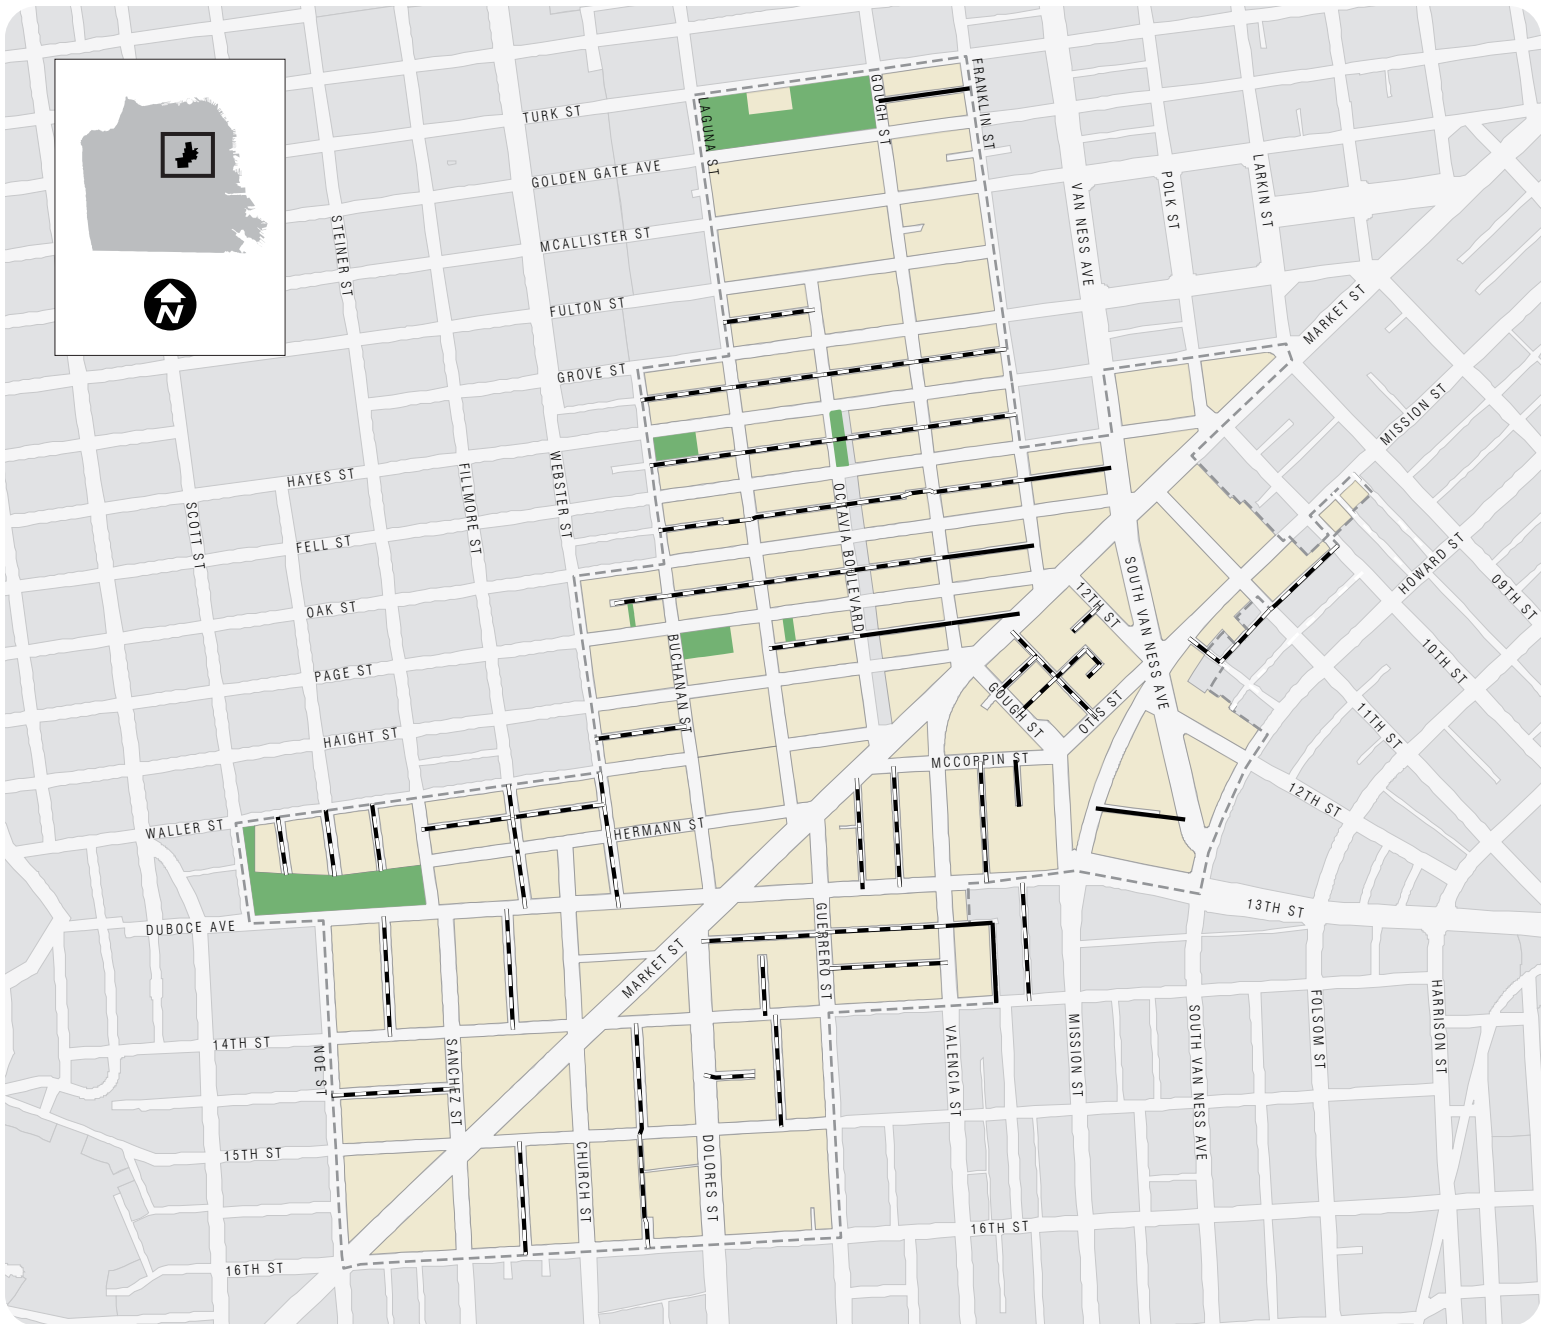 TURK ST
LAGUNA ST
GOUGH ST
FRANKLIN ST
GOLDEN GATE AVE
LARKIN ST
POLK ST
VAN NESS AVE
MCALLISTER ST
STEINER ST
N
FULTON ST
MARKET ST
GROVE ST
MISSION ST
HAYES ST
FILLMORE ST
WEBSTER ST
SCOTT ST
OCTAVIA BOULEVARD
FELL ST
HOWARD ST
09TH ST
SOUTH VAN NESS AVE
12TH ST
OAK ST
BUCHANAN ST
10TH ST
PAGE ST
GOUGH ST
OTIS ST
11TH ST
HAIGHT ST
MCCOPPIN ST
12TH ST
WALLER ST
HERMANN ST
13TH ST
GUERRERO ST
DUBOCE AVE
MARKET ST
HARRISON ST
FOLSOM ST
SOUTH VAN NESS AVE
MISSION ST
VALENCIA ST
14TH ST
NOE ST
SANCHEZ ST
DOLORES ST
CHURCH ST
15TH ST
16TH ST
16TH ST